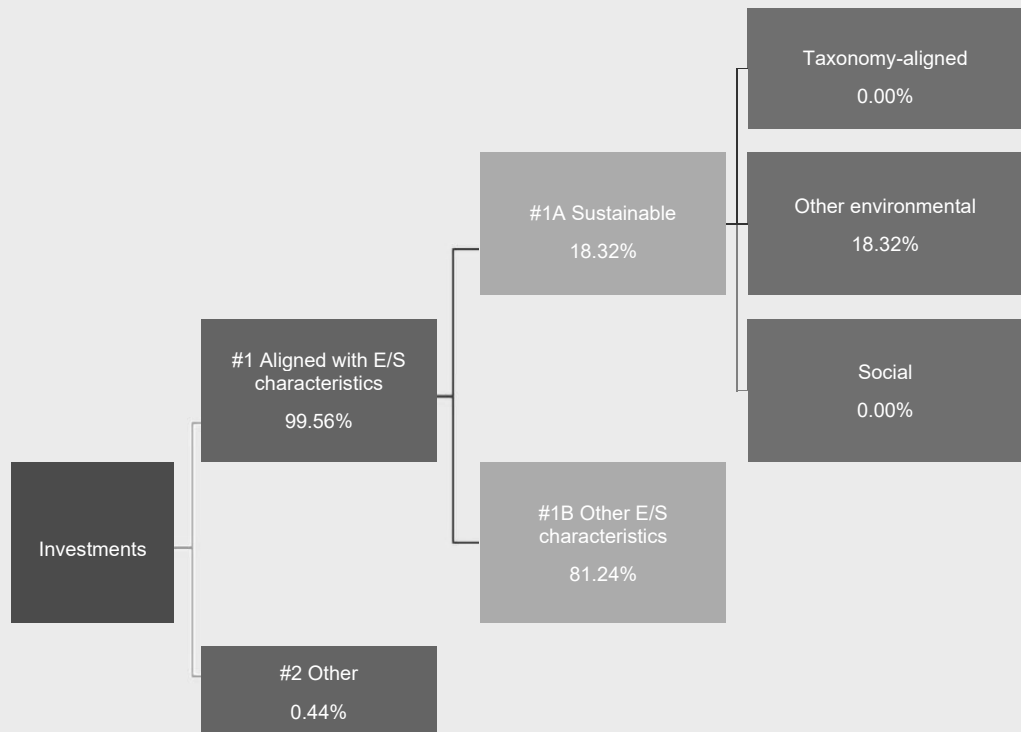 Taxonomy-aligned
0.00%
#1A Sustainable
18.32%
Other environmental
18.32%
#1 Aligned with E/S
characteristics
99.56%
Social
0.00%
Investments
#1B Other E/S
characteristics
81.24%
#2 Other
0.44%